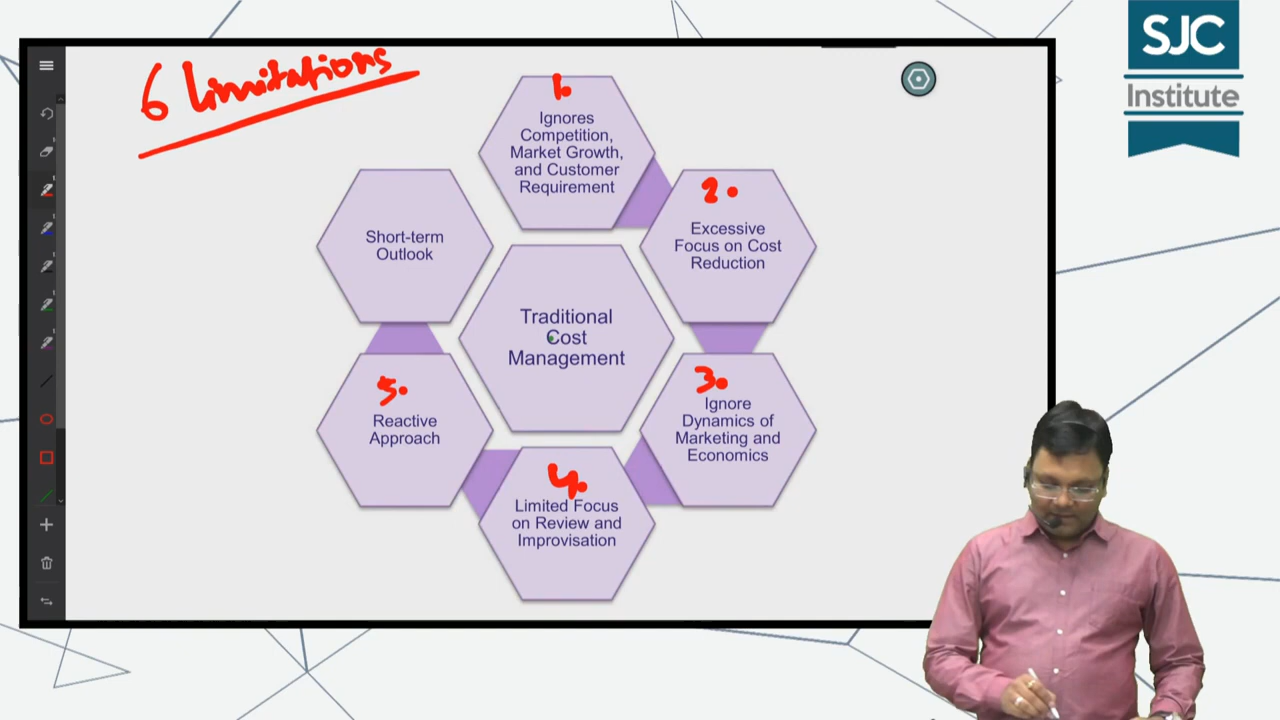 SJC
Institute
6 Limitations
1.
Ignores
Competition,
Market Growth,
and Customer
Requirement
2.
Excessive
Focus on Cost
Reduction
3.
Ignore
Dynamics of
Marketing and
Economics
4.
Limited Focus
on Review and
Improvisation
5.
Reactive
Approach
Short-term
Outlook
Traditional
Cost
Management